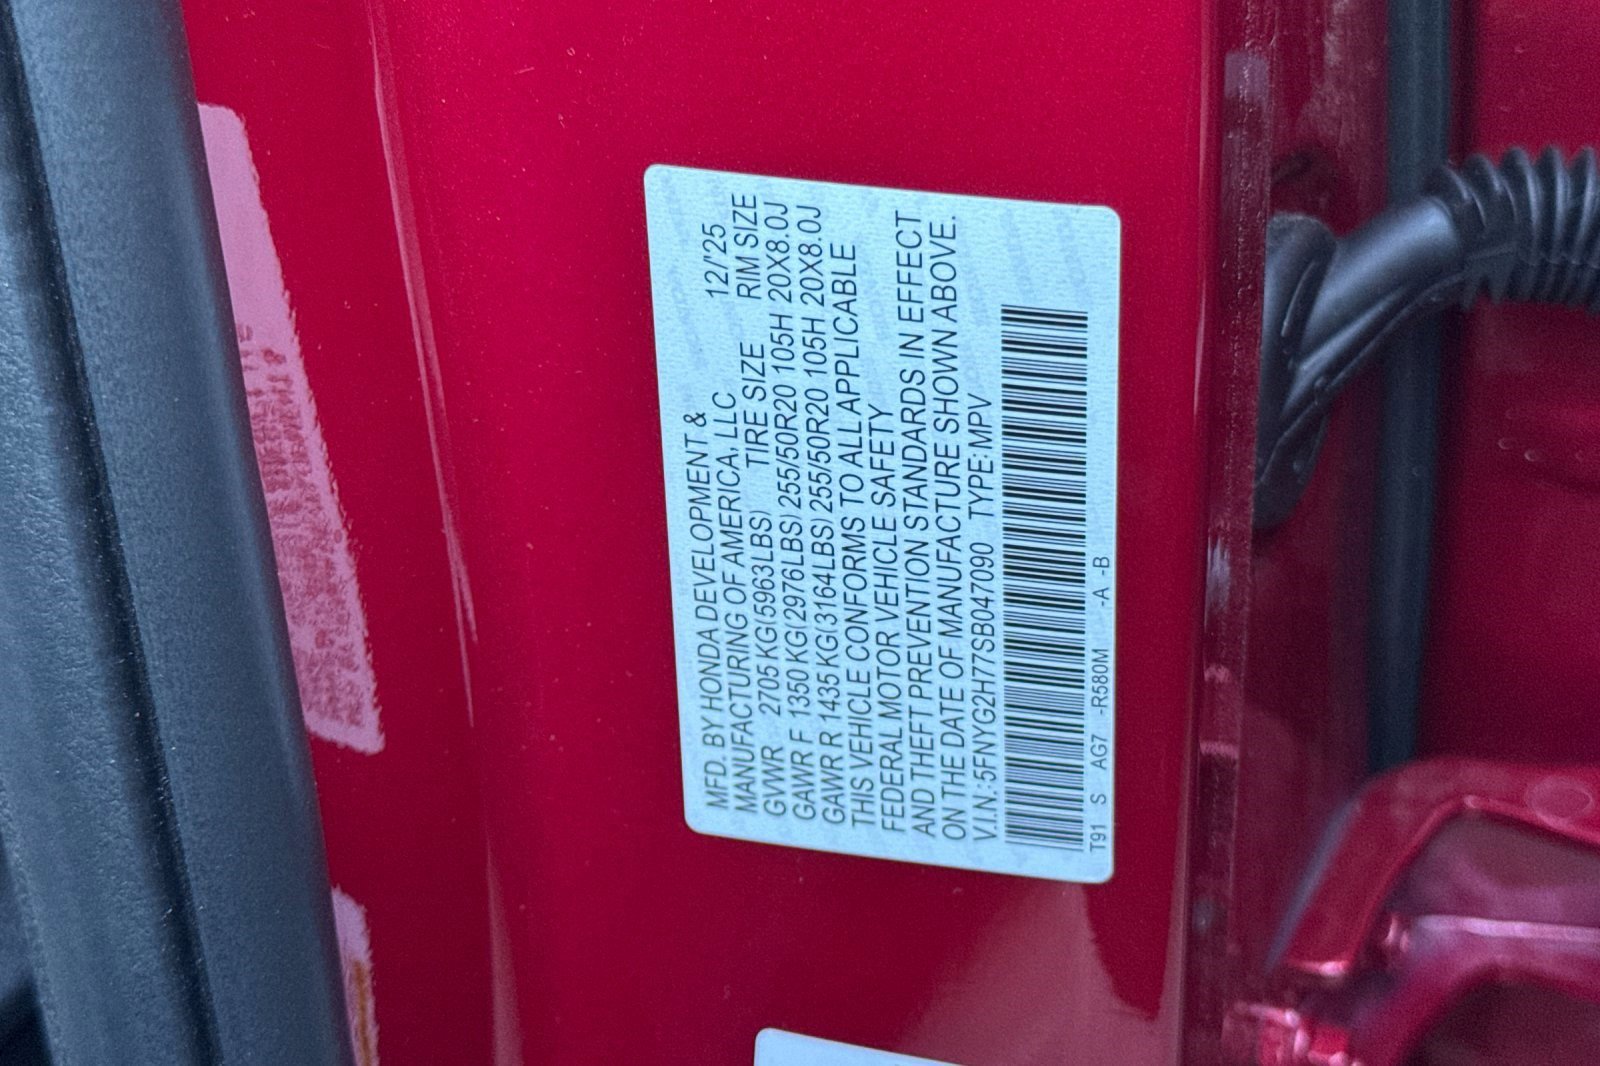 MFD. BY HONDA DEVELOPMENT &
MANUFACTURING OF AMERICA, LLC 12/'25
GVWR 2705 KG(5963LBS) TIRE SIZE RIM SIZE
GAWR F 1350 KG(2976LBS) 255/50R20 105H 20X8.0J
GAWR R 1435 KG(3164LBS) 255/50R20 105H 20X8.0J
THIS VEHICLE CONFORMS TO ALL APPLICABLE
FEDERAL MOTOR VEHICLE SAFETY
AND THEFT PREVENTION STANDARDS IN EFFECT
ON THE DATE OF MANUFACTURE SHOWN ABOVE.
V.I.N.:5FNYG2H77SB047090 TYPE:MPV
T91 S AG7 -R580M -A -B